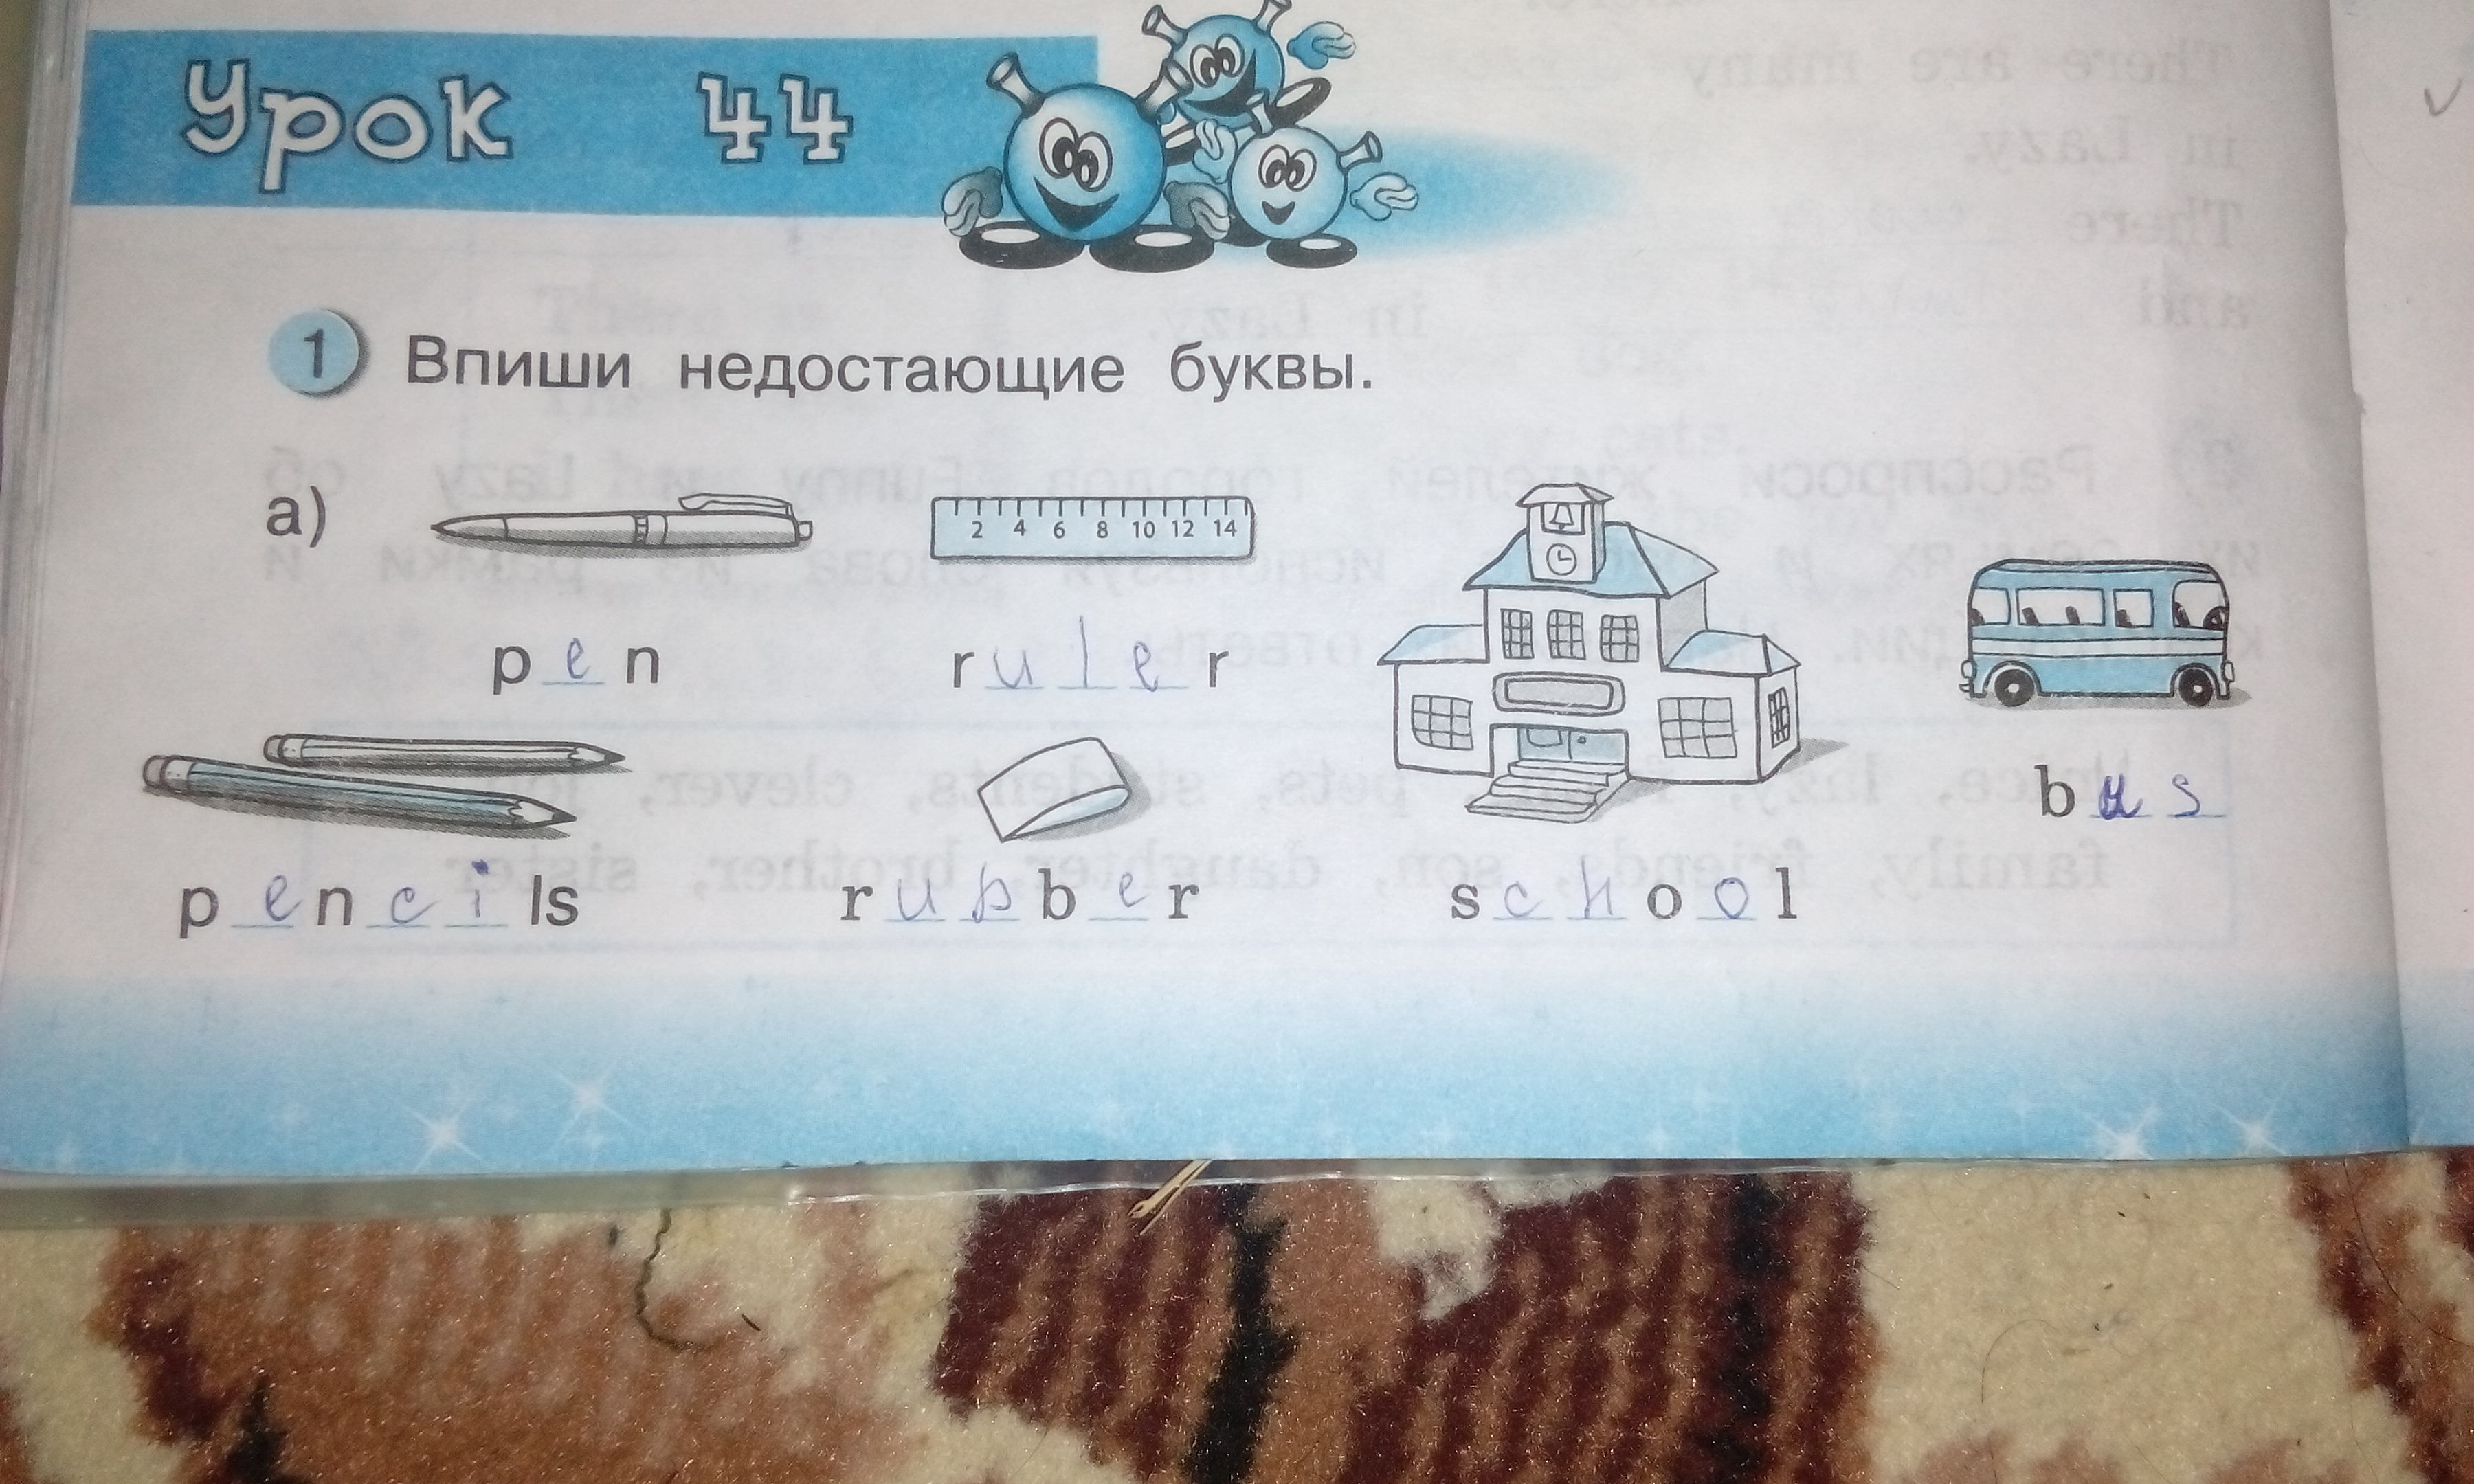 Урок 44
1 Впиши недостающие буквы.
а)
2 4 6 8 10 12 14
pen
ruler
bus
pencils
rubber
school